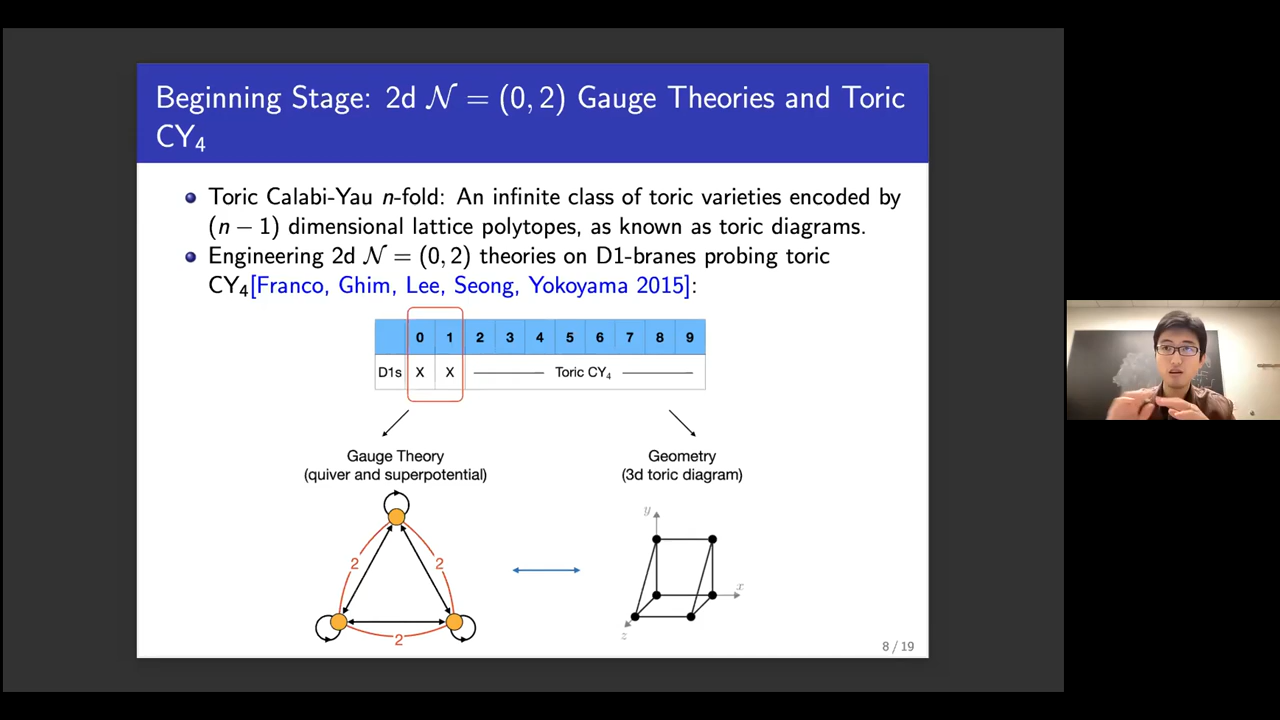 Beginning Stage: 2d 𝒩 = (0, 2) Gauge Theories and Toric
CY₄
Toric Calabi-Yau n-fold: An infinite class of toric varieties encoded by
(n − 1) dimensional lattice polytopes, as known as toric diagrams.
Engineering 2d 𝒩 = (0, 2) theories on D1-branes probing toric
CY₄[Franco, Ghim, Lee, Seong, Yokoyama 2015]:
0 1 2 3 4 5 6 7 8 9
D1s X X Toric CY₄
Gauge Theory
(quiver and superpotential)
Geometry
(3d toric diagram)
2 2
2
y
x
z
8 / 19